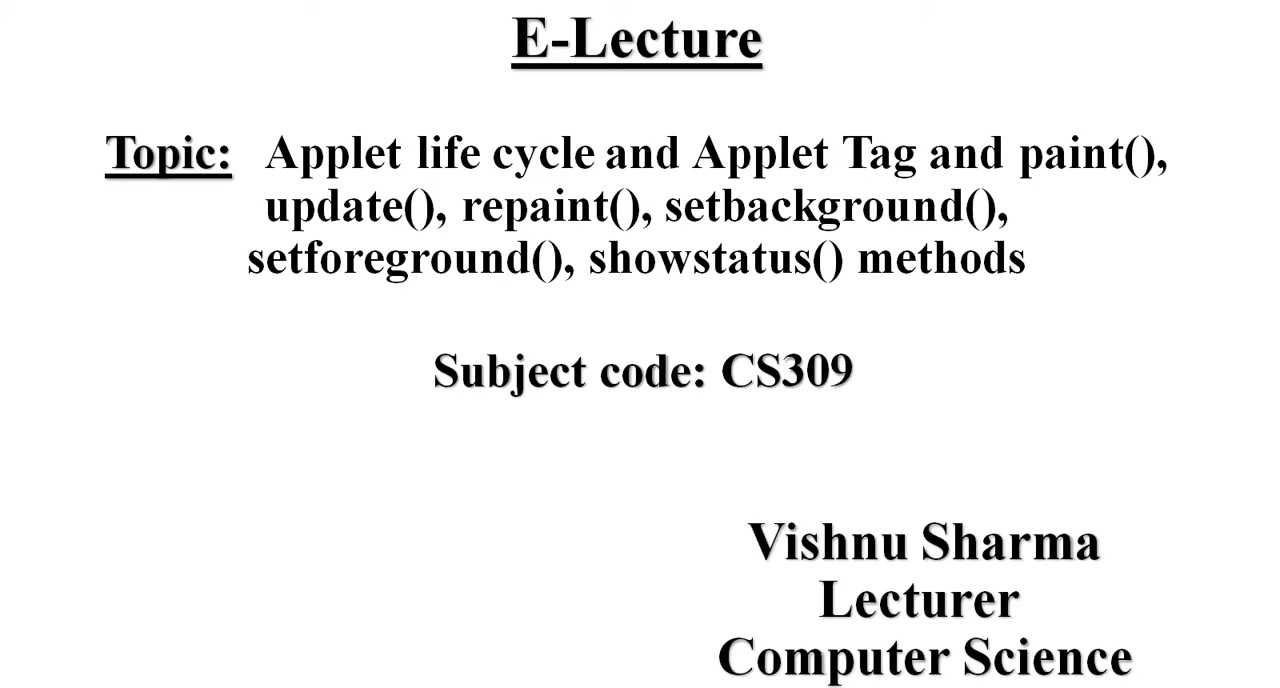 E-Lecture
Topic: Applet life cycle and Applet Tag and paint(),
update(), repaint(), setbackground(),
setforeground(), showstatus() methods
Subject code: CS309
Vishnu Sharma
Lecturer
Computer Science